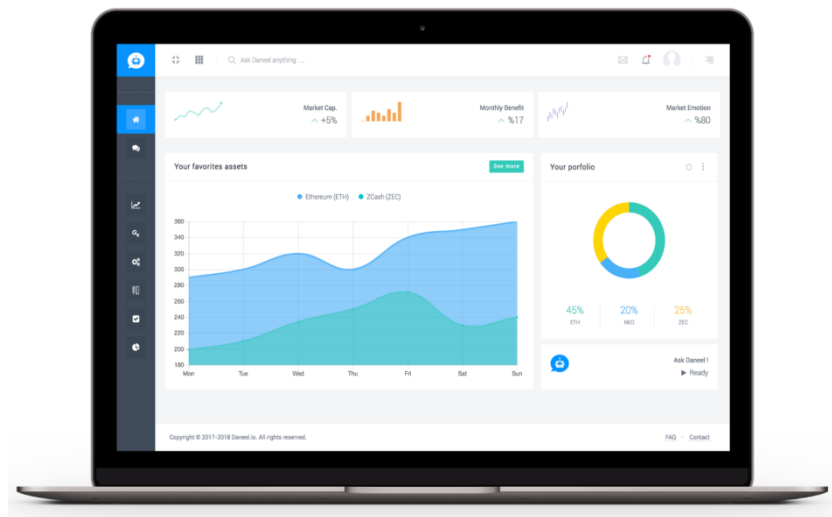 Ask Daneel anything ....
Market Cap.
+5%
Monthly Benefit
%17
Market Emotion
%80
Your favorites assets
See more
Ethereum (ETH)
ZCash (ZEC)
360
340
320
300
280
260
240
220
200
180
Mon
Tue
Wed
Thu
Fri
Sat
Sun
Your porfolio
45%
20%
25%
ETH
NEO
ZEC
Ask Daneel !
Ready
Copyright © 2017-2018 Daneel.io. All rights reserved.
FAQ - Contact